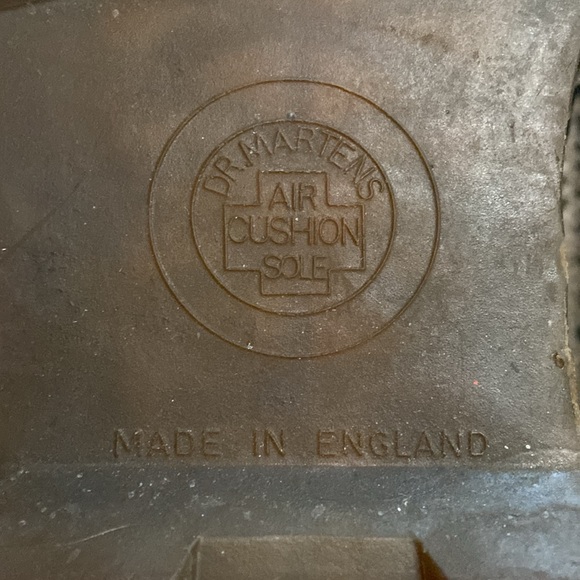 DR. MARTENS
AIR
CUSHION
SOLE
MADE IN ENGLAND